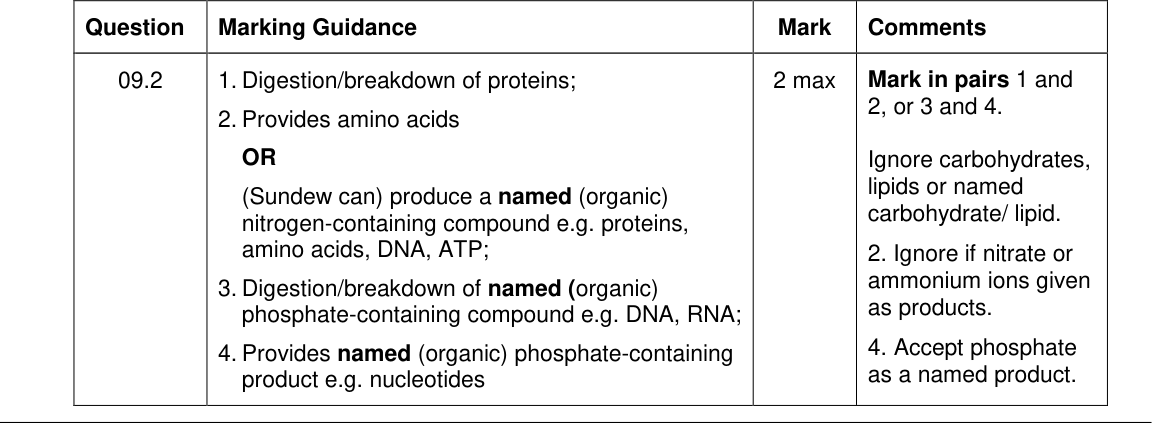 Question Marking Guidance Mark Comments
09.2
1. Digestion/breakdown of proteins;
2. Provides amino acids
OR
(Sundew can) produce a named (organic)
nitrogen-containing compound e.g. proteins,
amino acids, DNA, ATP;
3. Digestion/breakdown of named (organic)
phosphate-containing compound e.g. DNA, RNA;
4. Provides named (organic) phosphate-containing
product e.g. nucleotides
2 max
Mark in pairs 1 and
2, or 3 and 4.
Ignore carbohydrates,
lipids or named
carbohydrate/ lipid.
2. Ignore if nitrate or
ammonium ions given
as products.
4. Accept phosphate
as a named product.